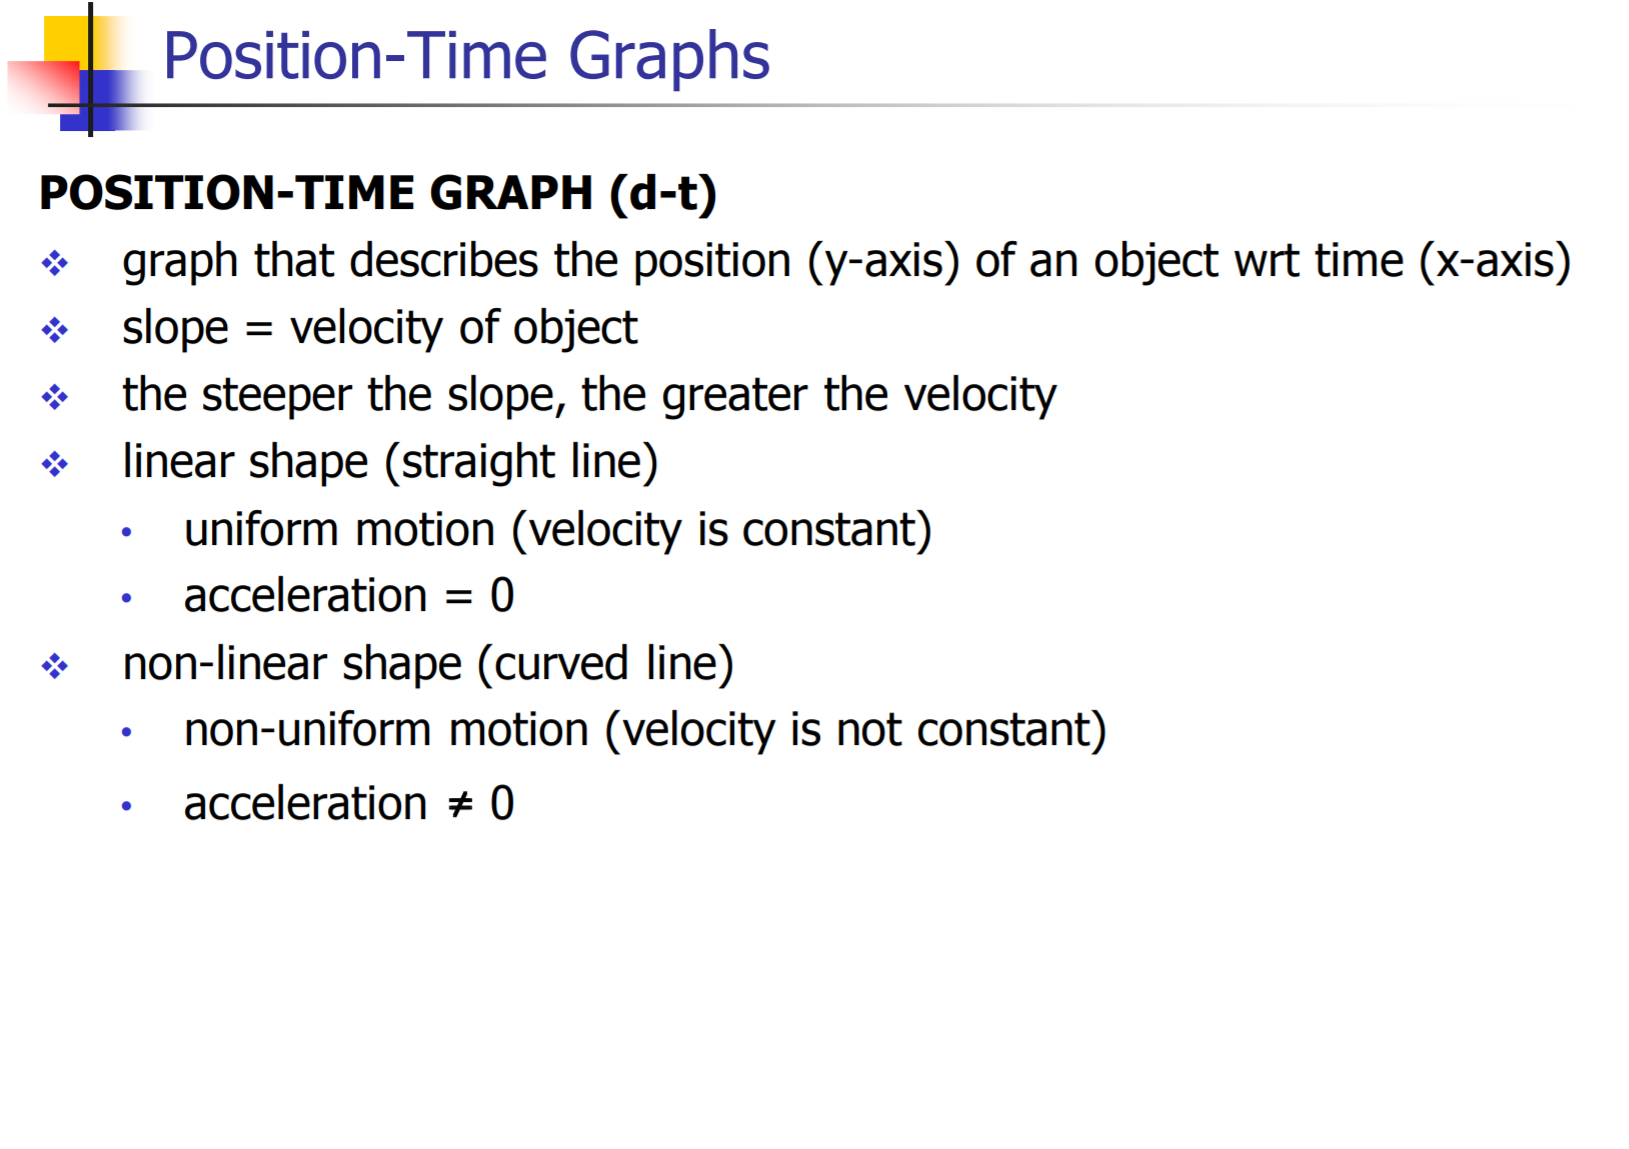 Position-Time Graphs
POSITION-TIME GRAPH (d-t)
❖ graph that describes the position (y-axis) of an object wrt time (x-axis)
❖ slope = velocity of object
❖ the steeper the slope, the greater the velocity
❖ linear shape (straight line)
• uniform motion (velocity is constant)
• acceleration = 0
❖ non-linear shape (curved line)
• non-uniform motion (velocity is not constant)
• acceleration ≠ 0